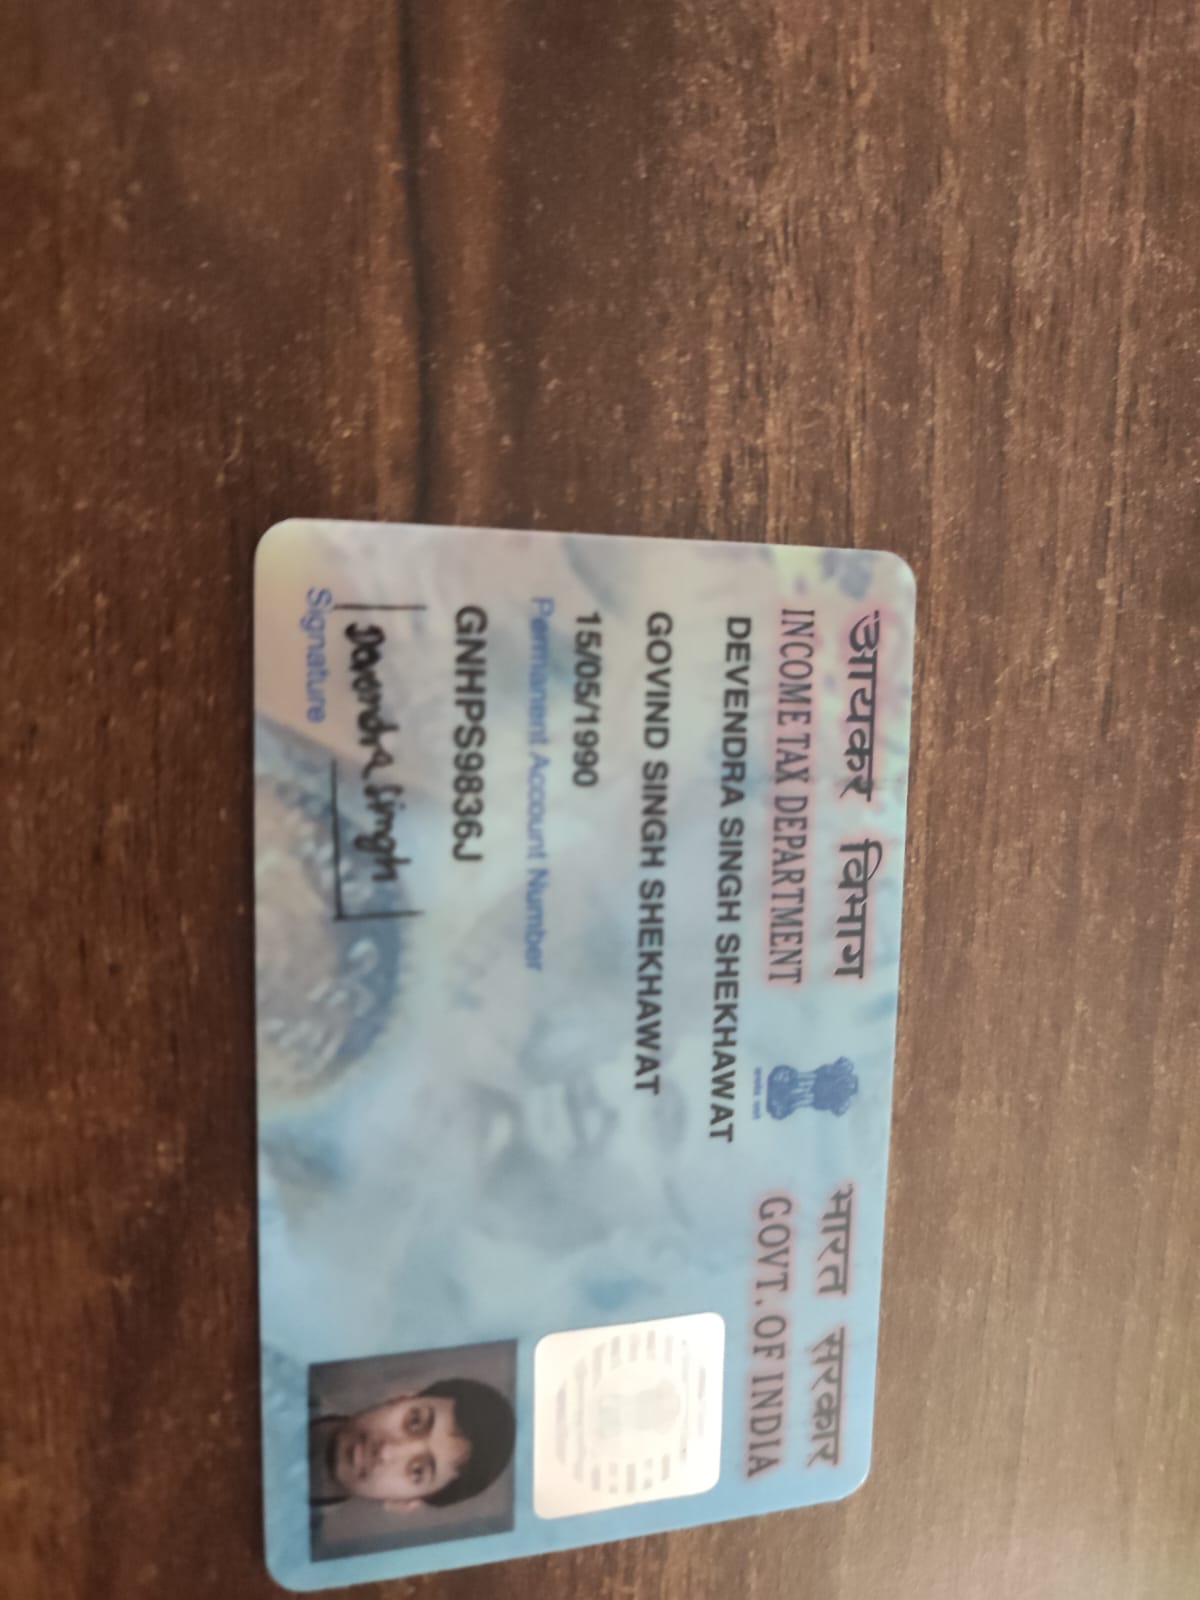 आयकर विभाग
INCOME TAX DEPARTMENT
भारत सरकार
GOVT. OF INDIA
DEVENDRA SINGH SHEKHAWAT
GOVIND SINGH SHEKHAWAT
15/05/1990
Permanent Account Number
GNHPS9836J
Devendra Singh
Signature